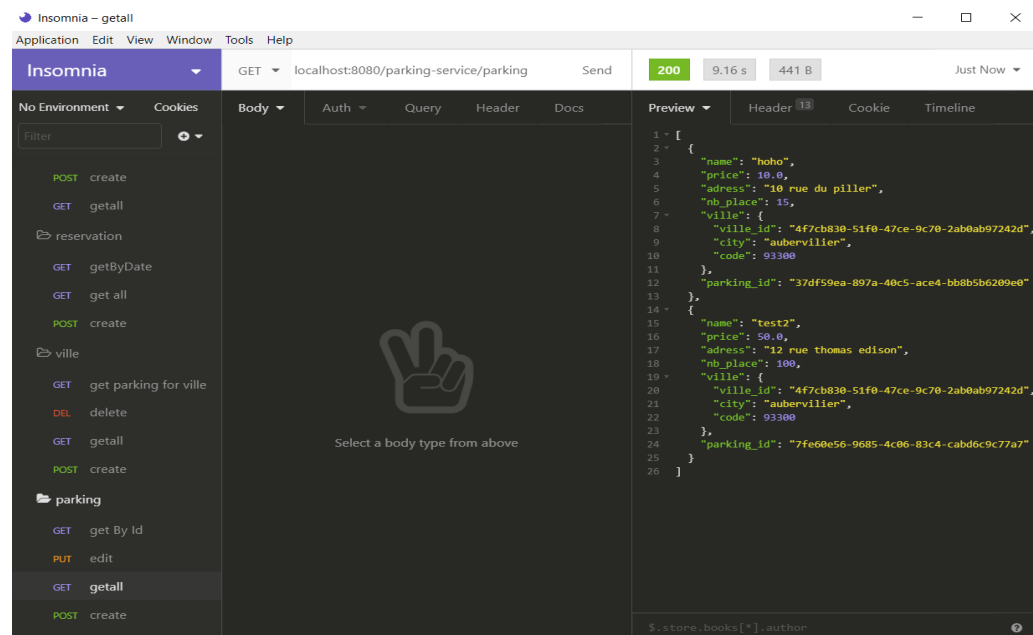 Insomnia – getall
Application Edit View Window Tools Help
Insomnia
GET localhost:8080/parking-service/parking Send
200 9.16 s 441 B Just Now
No Environment Cookies
Body Auth Query Header Docs
Preview Header 13 Cookie Timeline
Filter
POST create
GET getall
reservation
GET getByDate
GET get all
POST create
ville
GET get parking for ville
DEL delete
GET getall
POST create
parking
GET get By Id
PUT edit
GET getall
POST create
Select a body type from above
1 [
2 {
3 "name": "hoho",
4 "price": 10.0,
5 "adress": "10 rue du piller",
6 "nb_place": 15,
7 "ville": {
8 "ville_id": "4f7cb830-51f0-47ce-9c70-2ab0ab97242d",
9 "city": "aubervilier",
10 "code": 93300
11 },
12 "parking_id": "37df59ea-897a-40c5-ace4-bb8b5b6209e0"
13 },
14 {
15 "name": "test2",
16 "price": 50.0,
17 "adress": "12 rue thomas edison",
18 "nb_place": 100,
19 "ville": {
20 "ville_id": "4f7cb830-51f0-47ce-9c70-2ab0ab97242d",
21 "city": "aubervilier",
22 "code": 93300
23 },
24 "parking_id": "7fe60e56-9685-4c06-83c4-cabd6c9c77a7"
25 }
26 ]
$.store.books[*].author